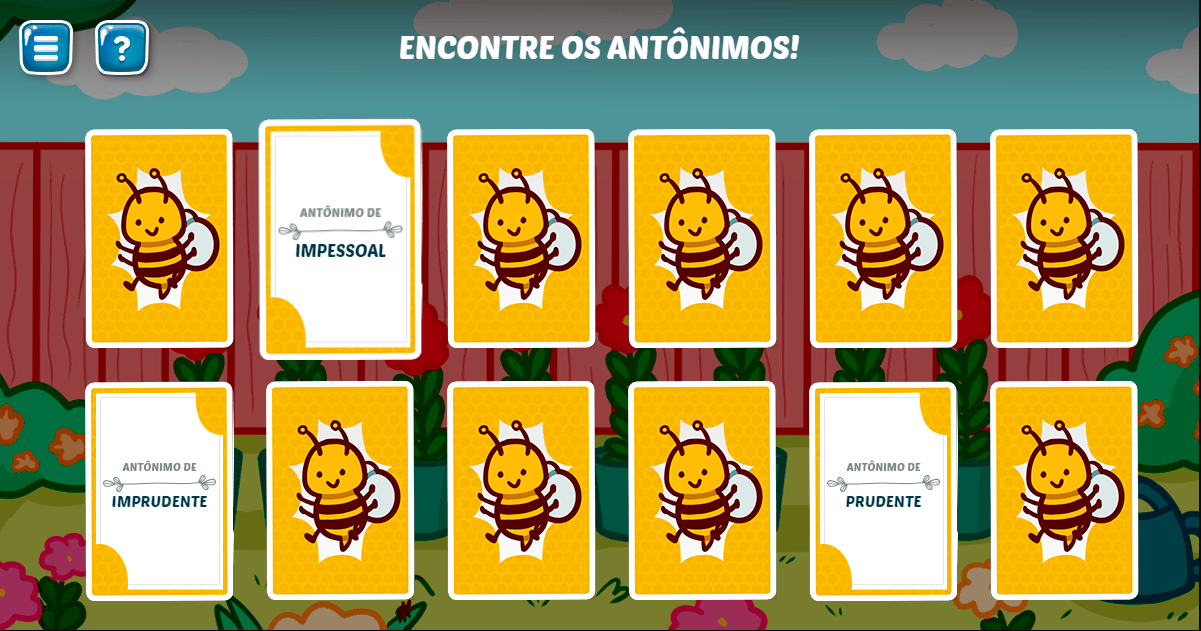 ?
ENCONTRE OS ANTÔNIMOS!
ANTÔNIMO DE
IMPESSOAL
ANTÔNIMO DE
IMPRUDENTE
ANTÔNIMO DE
PRUDENTE